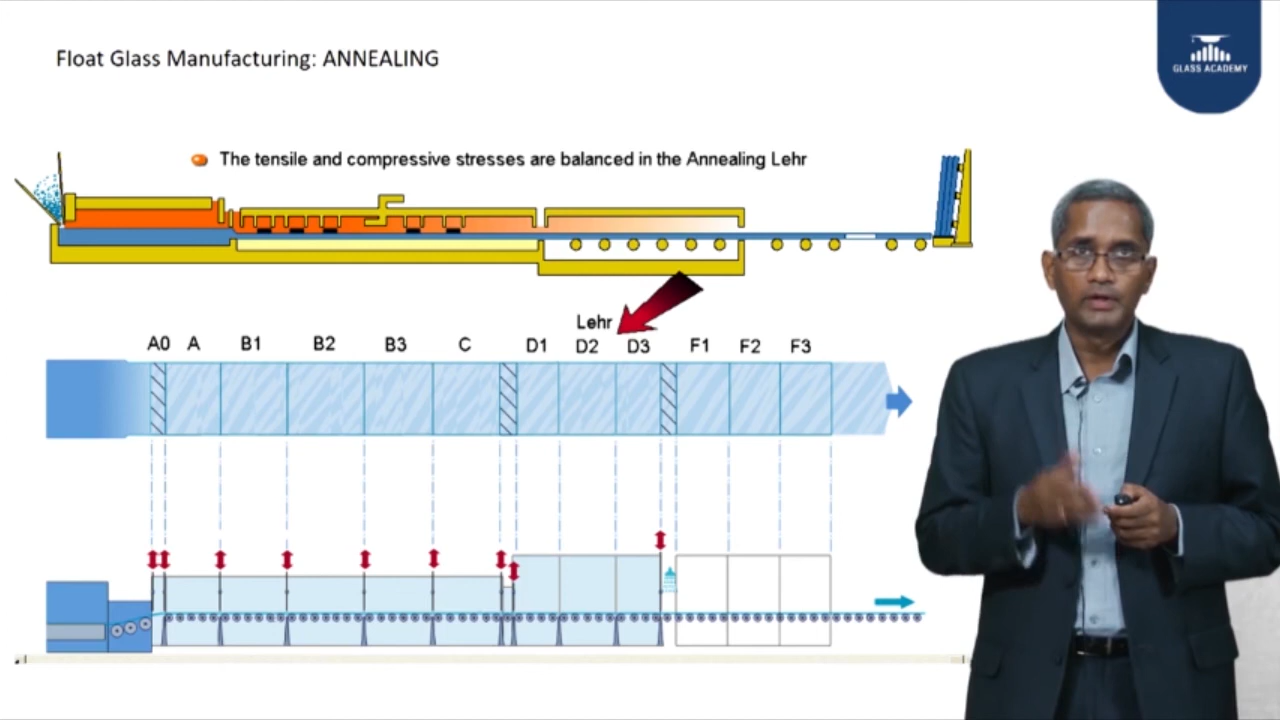 Float Glass Manufacturing: ANNEALING
GLASS ACADEMY
The tensile and compressive stresses are balanced in the Annealing Lehr
Lehr
A0 A B1 B2 B3 C D1 D2 D3 F1 F2 F3